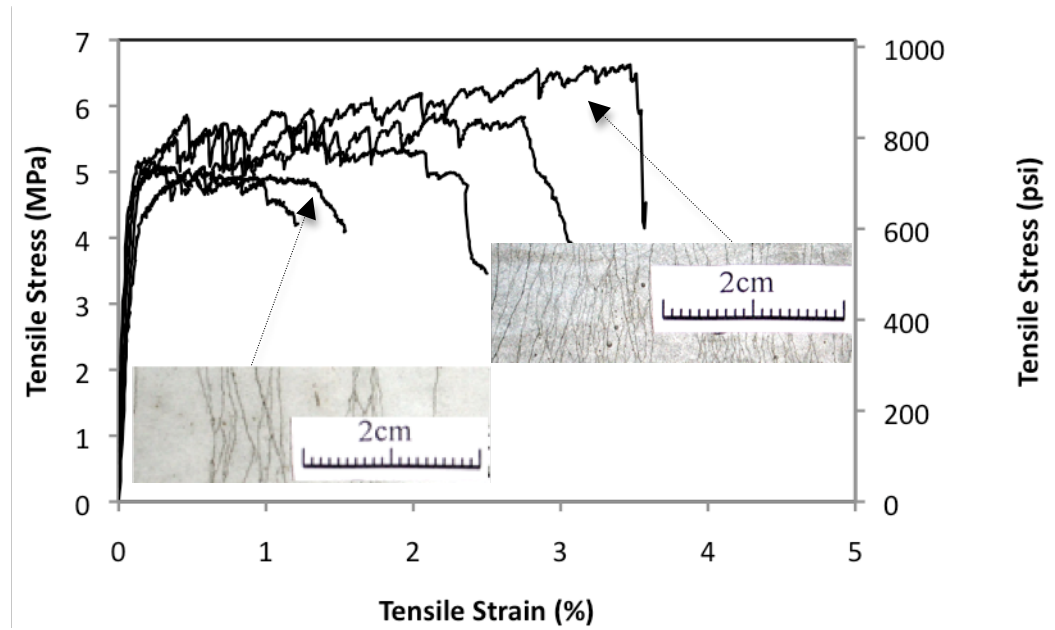 7
6
5
4
3
2
1
0
Tensile Stress (MPa)
1000
800
600
400
200
0
Tensile Stress (psi)
2cm
2cm
0 1 2 3 4 5
Tensile Strain (%)